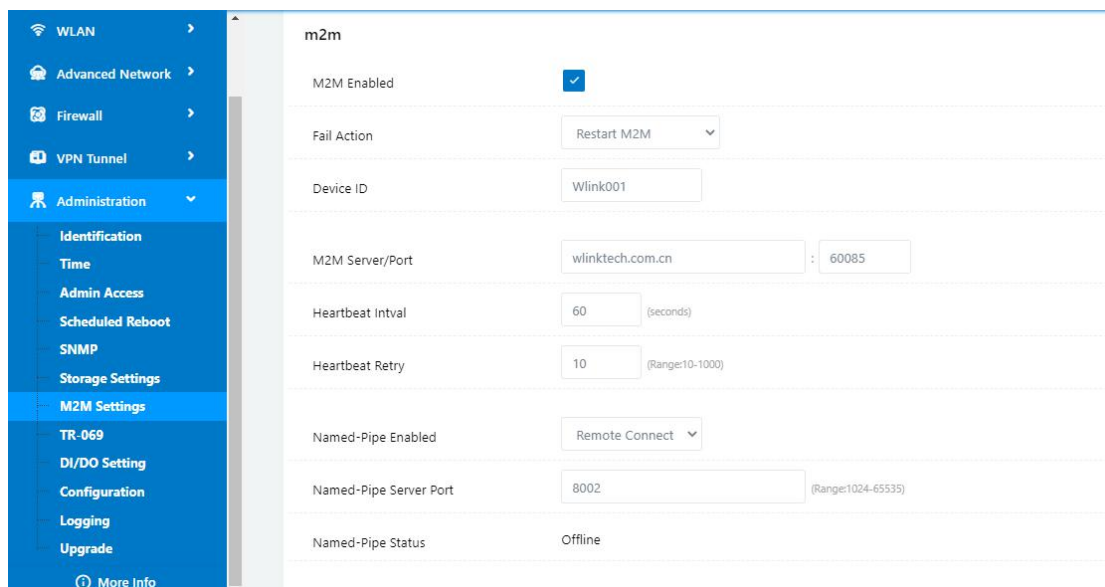 WLAN
Advanced Network
Firewall
VPN Tunnel
Administration
Identification
Time
Admin Access
Scheduled Reboot
SNMP
Storage Settings
M2M Settings
TR-069
DI/DO Setting
Configuration
Logging
Upgrade
More Info
m2m
M2M Enabled
Fail Action Restart M2M
Device ID Wlink001
M2M Server/Port wlinktech.com.cn : 60085
Heartbeat Intval 60 (seconds)
Heartbeat Retry 10 (Range:10-1000)
Named-Pipe Enabled Remote Connect
Named-Pipe Server Port 8002 (Range:1024-65535)
Named-Pipe Status Offline